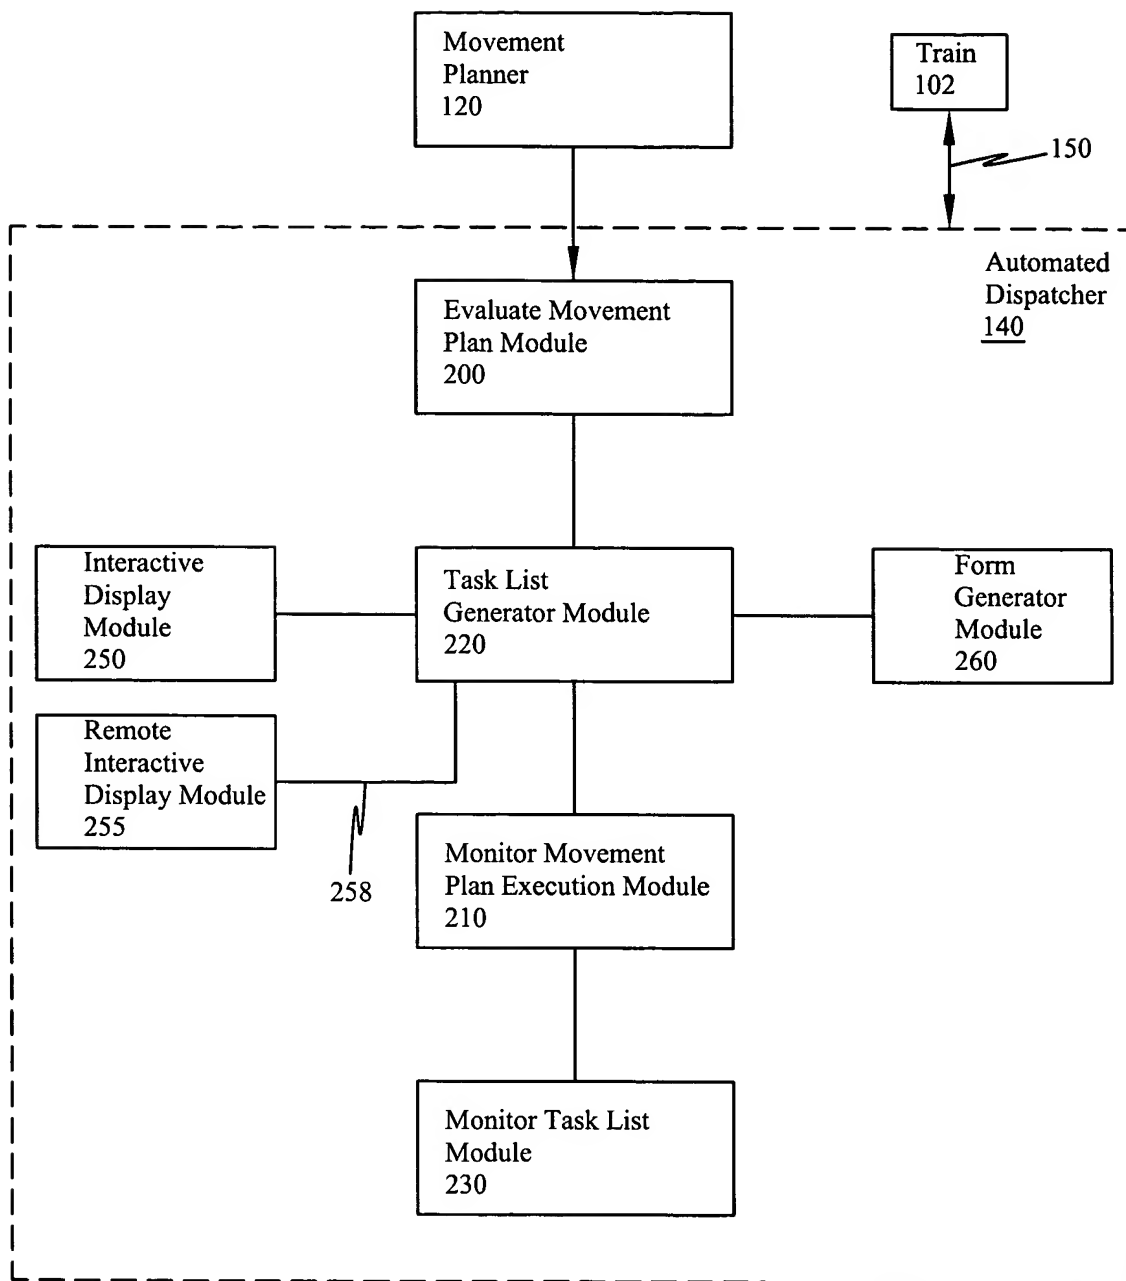 Movement
Planner
120
Train
102
150
Automated
Dispatcher
140
Evaluate Movement
Plan Module
200
Interactive
Display
Module
250
Task List
Generator Module
220
Form
Generator
Module
260
Remote
Interactive
Display Module
255
258
Monitor Movement
Plan Execution Module
210
Monitor Task List
Module
230